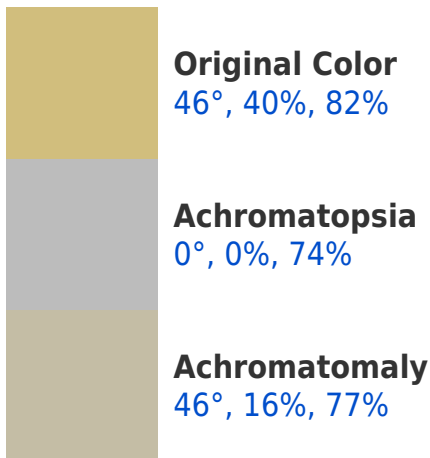 Original Color
46°, 40%, 82%
Achromatopsia
0°, 0%, 74%
Achromatomaly
46°, 16%, 77%